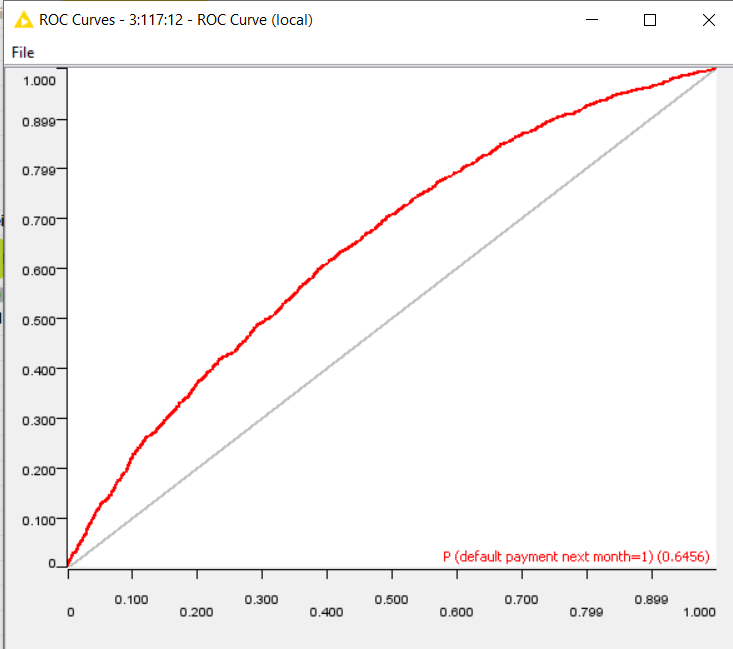 ROC Curves - 3:117:12 - ROC Curve (local)
File
1.000
0.899
0.799
0.700
0.600
0.500
0.400
0.300
0.200
0.100
0
P (default payment next month=1) (0.6456)
0.100 0.300 0.500 0.700 0.899
0 0.200 0.400 0.600 0.799 1.000